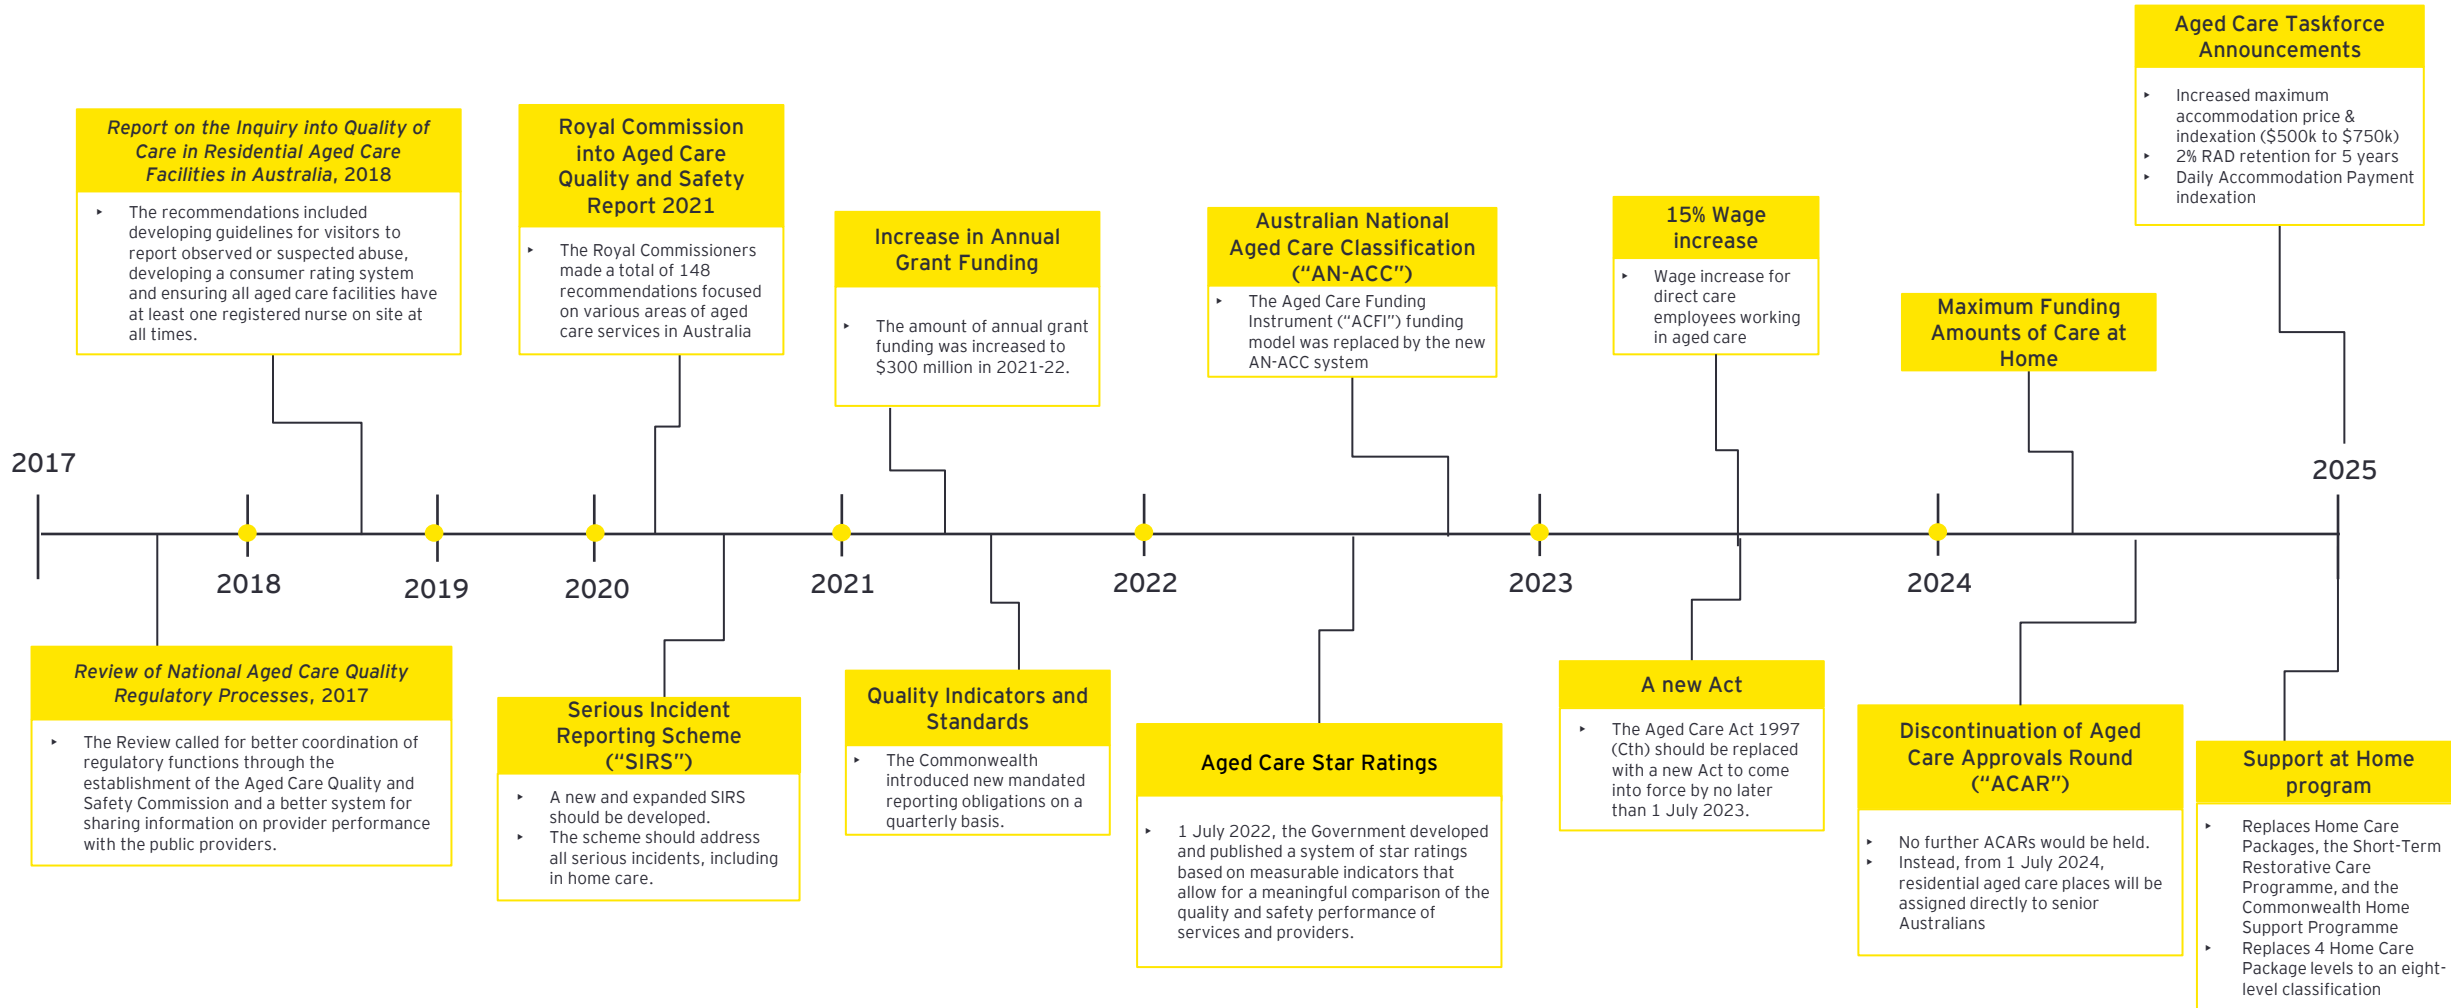 Aged Care Taskforce
Announcements
▸ Increased maximum
accommodation price &
indexation ($500k to $750k)
▸ 2% RAD retention for 5 years
▸ Daily Accommodation Payment
indexation
Report on the Inquiry into Quality of
Care in Residential Aged Care
Facilities in Australia, 2018
▸ The recommendations included
developing guidelines for visitors to
report observed or suspected abuse,
developing a consumer rating system
and ensuring all aged care facilities have
at least one registered nurse on site at
all times.
Royal Commission
into Aged Care
Quality and Safety
Report 2021
▸ The Royal Commissioners
made a total of 148
recommendations focused
on various areas of aged
care services in Australia
Increase in Annual
Grant Funding
▸ The amount of annual grant
funding was increased to
$300 million in 2021-22.
Australian National
Aged Care Classification
(“AN-ACC”)
▸ The Aged Care Funding
Instrument (“ACFI”) funding
model was replaced by the new
AN-ACC system
15% Wage
increase
▸ Wage increase for
direct care
employees working
in aged care
Maximum Funding
Amounts of Care at
Home
2017
2018
2019
2020
2021
2022
2023
2024
2025
Review of National Aged Care Quality
Regulatory Processes, 2017
▸ The Review called for better coordination of
regulatory functions through the
establishment of the Aged Care Quality and
Safety Commission and a better system for
sharing information on provider performance
with the public providers.
Serious Incident
Reporting Scheme
(“SIRS”)
▸ A new and expanded SIRS
should be developed.
▸ The scheme should address
all serious incidents, including
in home care.
Quality Indicators and
Standards
▸ The Commonwealth
introduced new mandated
reporting obligations on a
quarterly basis.
Aged Care Star Ratings
▸ 1 July 2022, the Government developed
and published a system of star ratings
based on measurable indicators that
allow for a meaningful comparison of the
quality and safety performance of
services and providers.
A new Act
▸ The Aged Care Act 1997
(Cth) should be replaced
with a new Act to come
into force by no later
than 1 July 2023.
Discontinuation of Aged
Care Approvals Round
(“ACAR”)
▸ No further ACARs would be held.
▸ Instead, from 1 July 2024,
residential aged care places will be
assigned directly to senior
Australians
Support at Home
program
▸ Replaces Home Care
Packages, the Short-Term
Restorative Care
Programme, and the
Commonwealth Home
Support Programme
▸ Replaces 4 Home Care
Package levels to an eight-
level classification